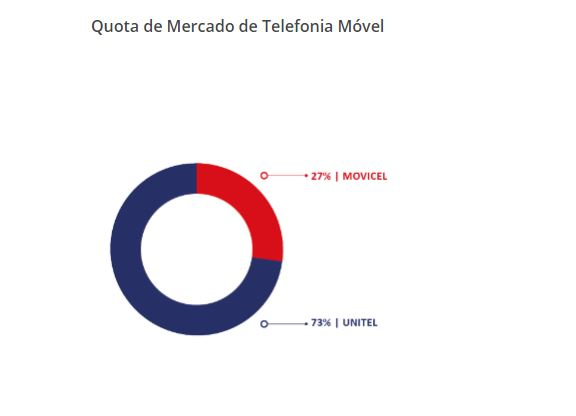 Quota de Mercado de Telefonia Móvel
27% | MOVICEL
73% | UNITEL